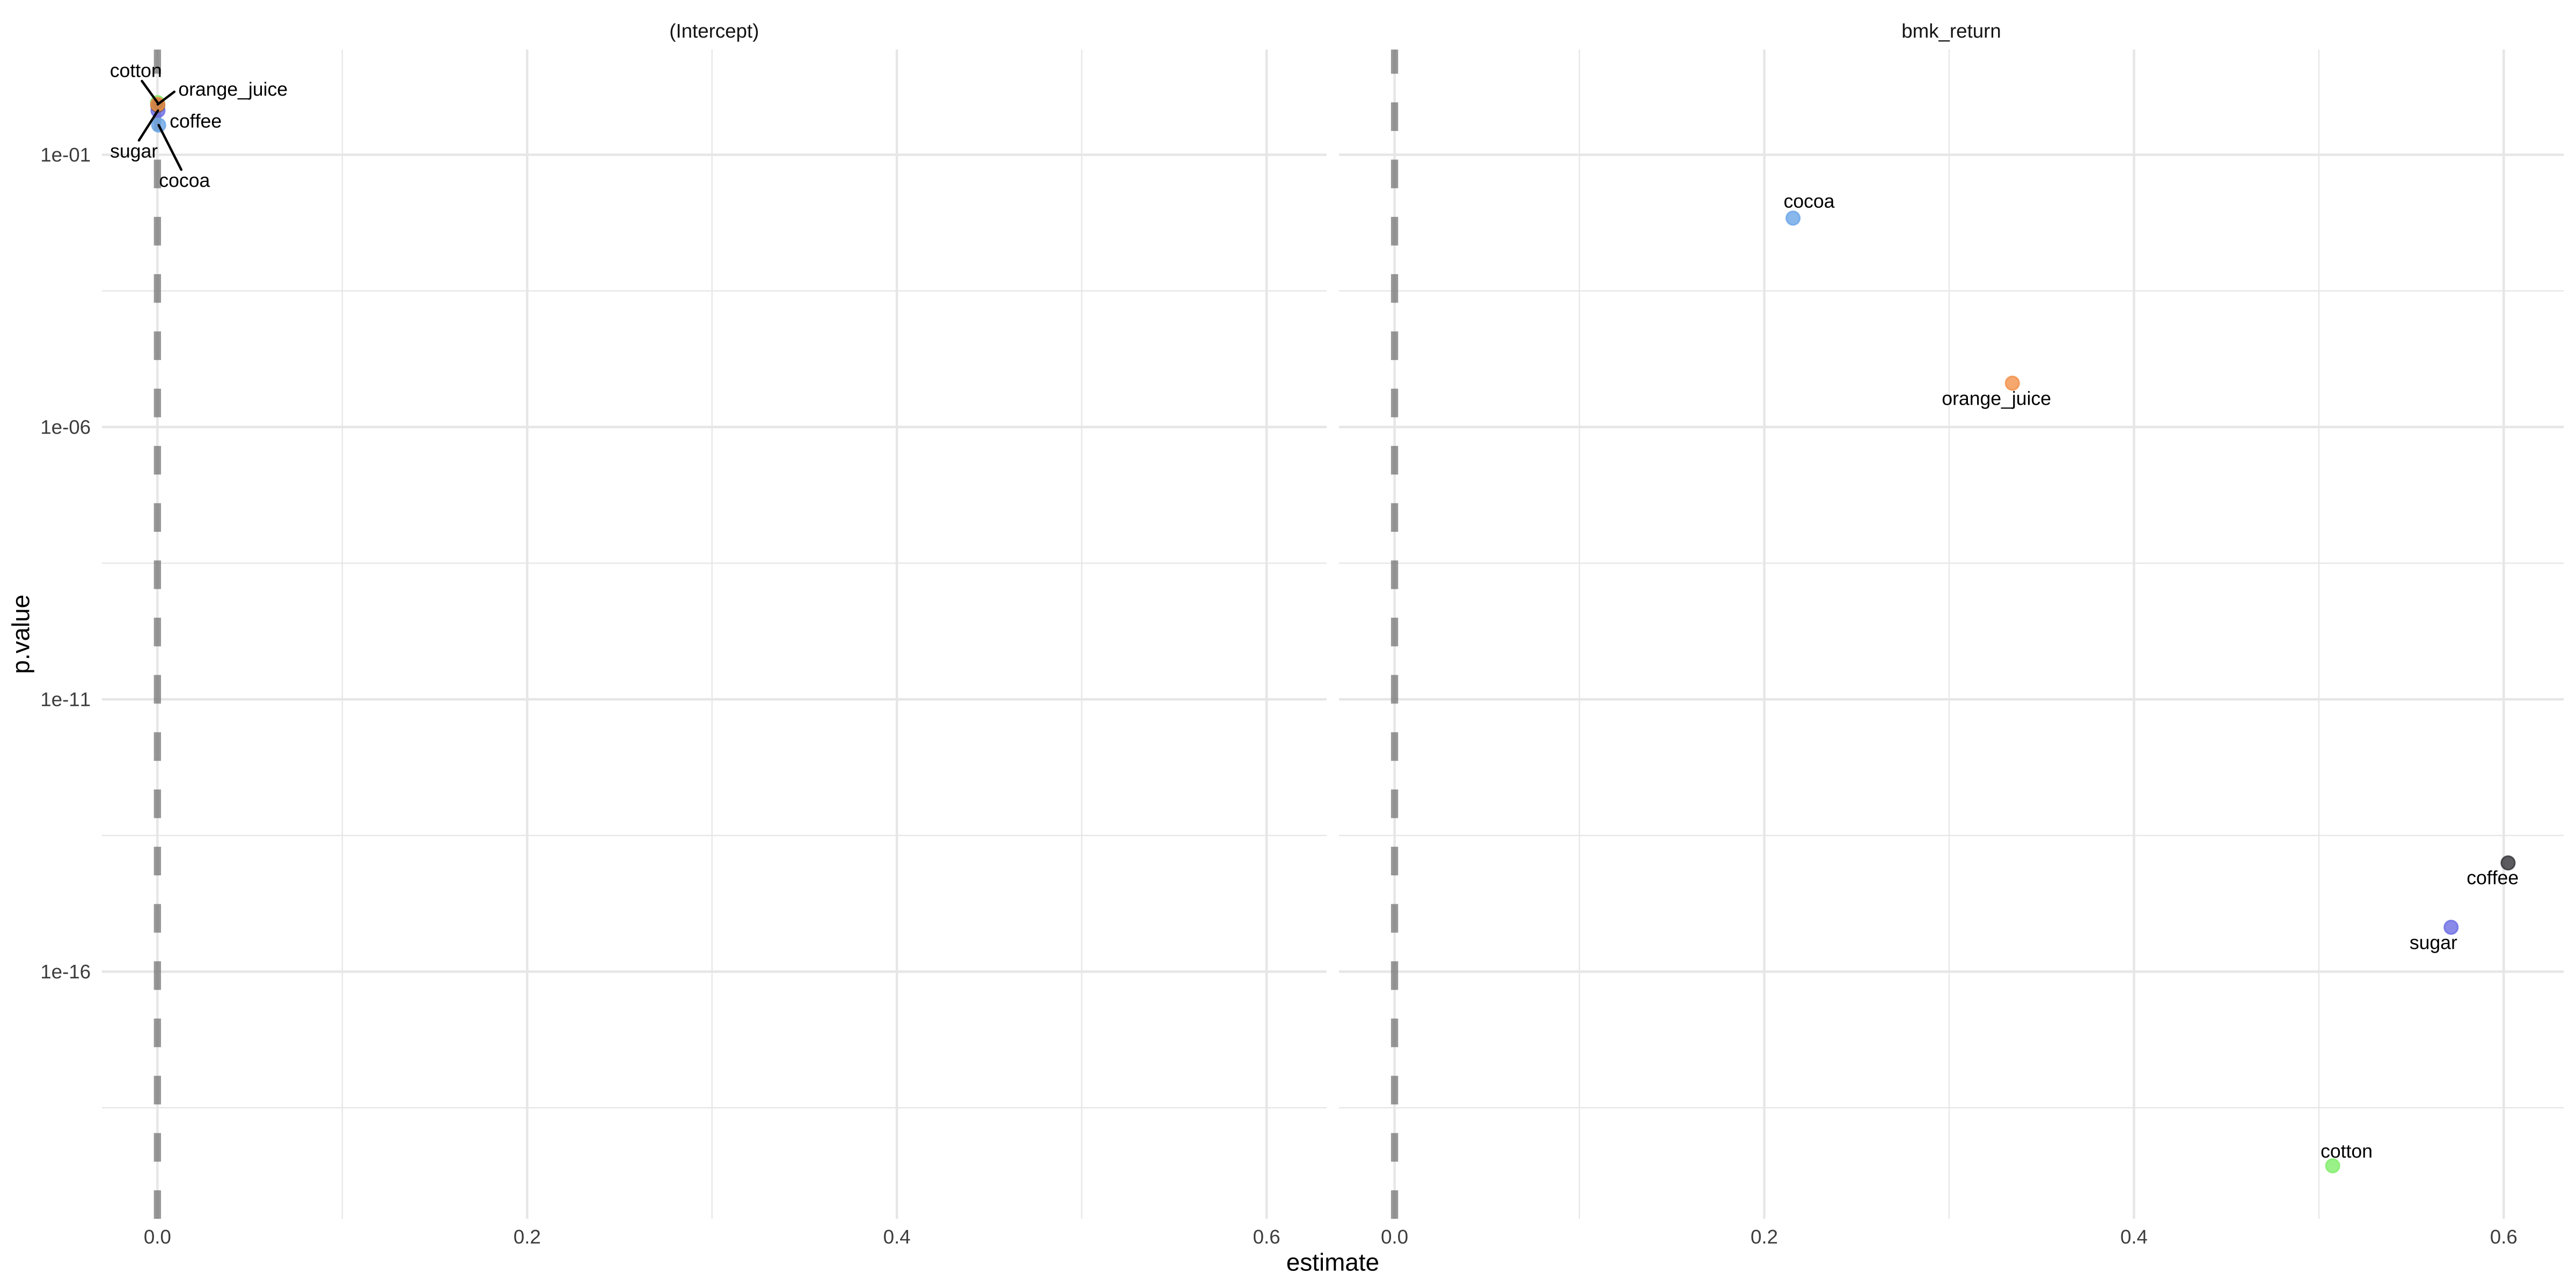 (Intercept)
bmk_return
cotton
orange_juice
coffee
sugar
cocoa
cocoa
orange_juice
coffee
sugar
cotton
1e-01
1e-06
1e-11
1e-16
p.value
0.0 0.2 0.4 0.6 0.0 0.2 0.4 0.6
estimate